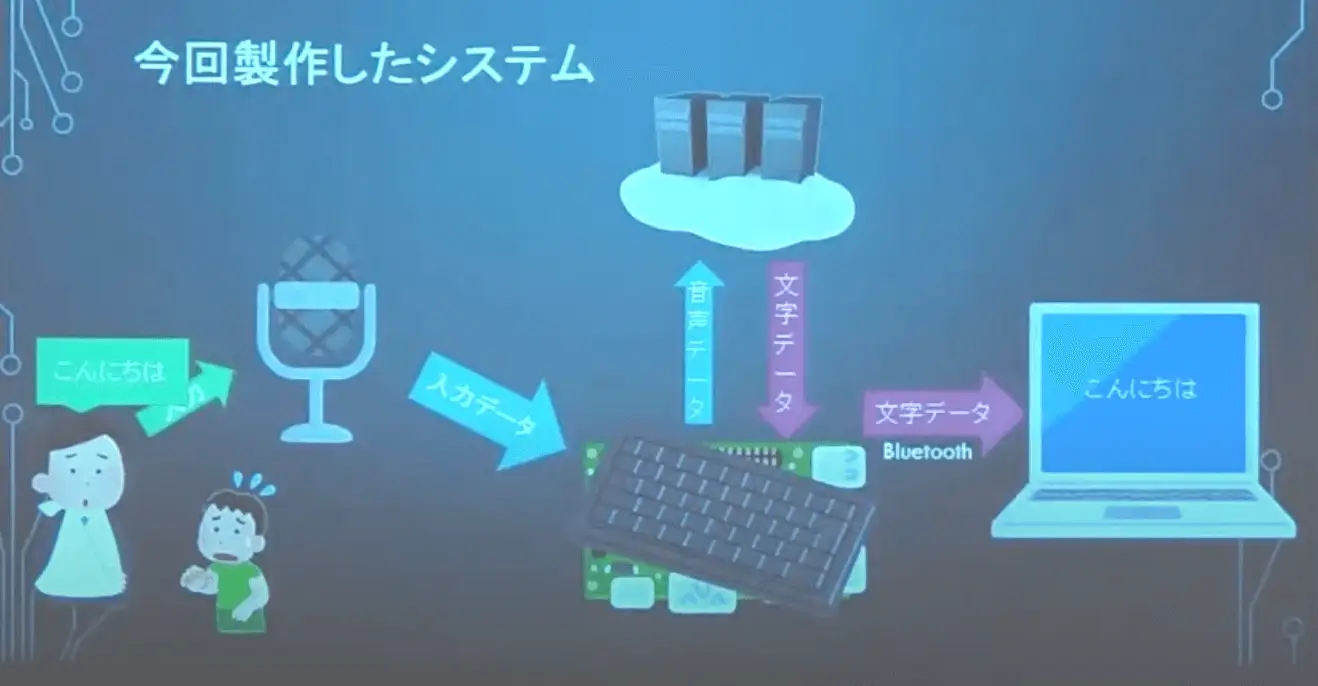 今回製作したシステム
こんにちは
入力データ
音声データ
文字データ
文字データ
Bluetooth
こんにちは